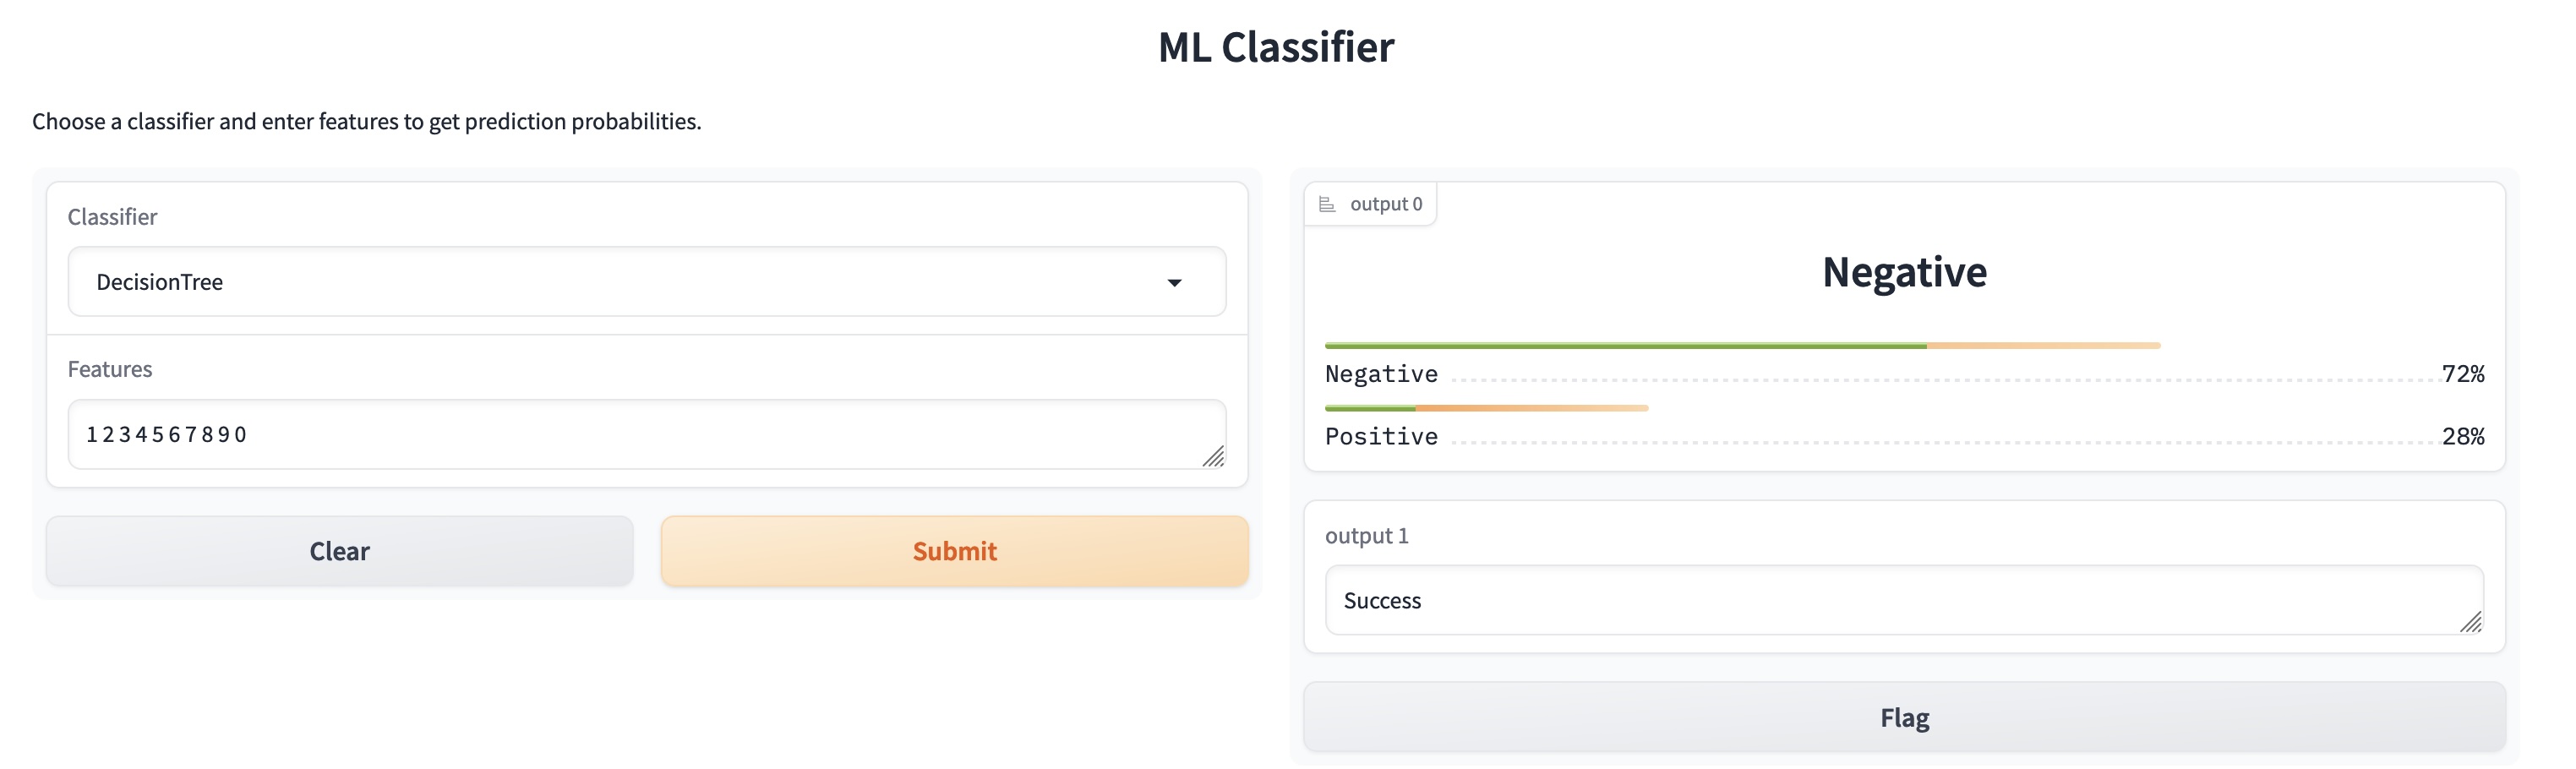 ML Classifier
Choose a classifier and enter features to get prediction probabilities.
Classifier
DecisionTree
Features
1 2 3 4 5 6 7 8 9 0
Clear
Submit
output 0
Negative
Negative 72%
Positive 28%
output 1
Success
Flag